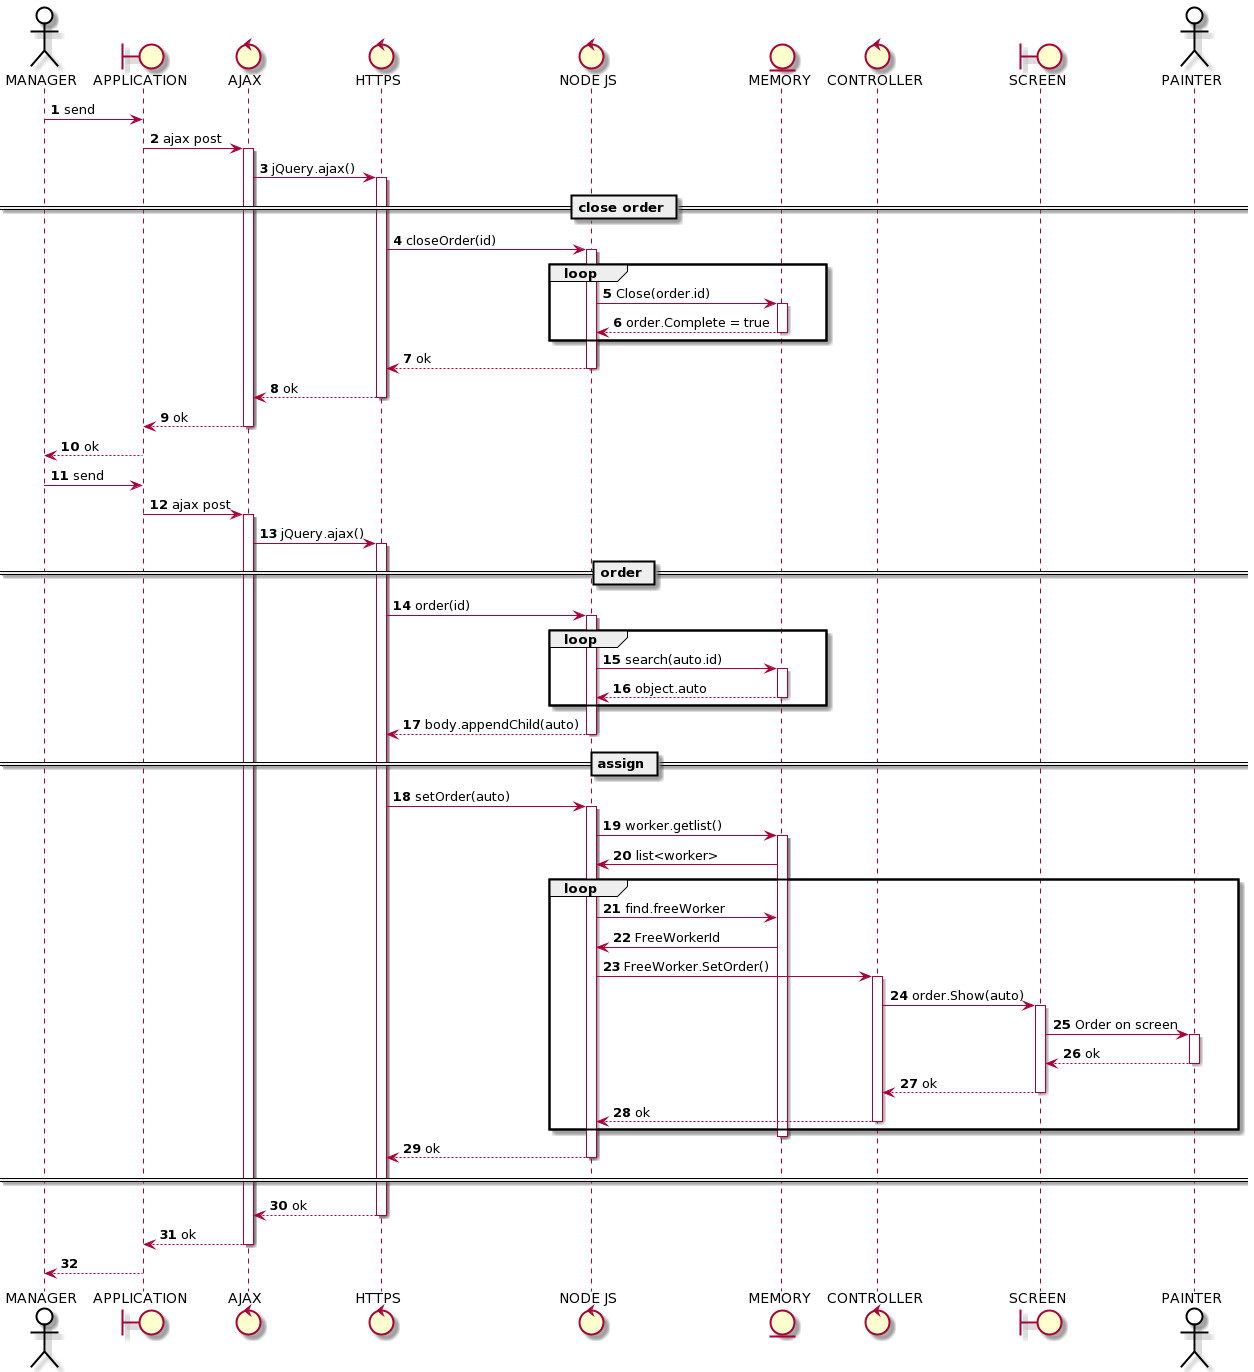 MANAGER APPLICATION AJAX HTTPS NODE JS MEMORY CONTROLLER SCREEN PAINTER
1 send
2 ajax post
3 jQuery.ajax()
close order
4 closeOrder(id)
loop
5 Close(order.id)
6 order.Complete = true
7 ok
8 ok
9 ok
10 ok
11 send
12 ajax post
13 jQuery.ajax()
order
14 order(id)
loop
15 search(auto.id)
16 object.auto
17 body.appendChild(auto)
assign
18 setOrder(auto)
19 worker.getlist()
20 list<worker>
loop
21 find.freeWorker
22 FreeWorkerId
23 FreeWorker.SetOrder()
24 order.Show(auto)
25 Order on screen
26 ok
27 ok
28 ok
29 ok
30 ok
31 ok
32
MANAGER APPLICATION AJAX HTTPS NODE JS MEMORY CONTROLLER SCREEN PAINTER